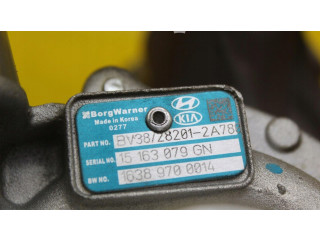 BorgWarner
Made in Korea
0277
KIA
PART NO. BV38/28201-2A78
SERIAL NO. 15 163 079 GN
BW NO. 1638 970 0014